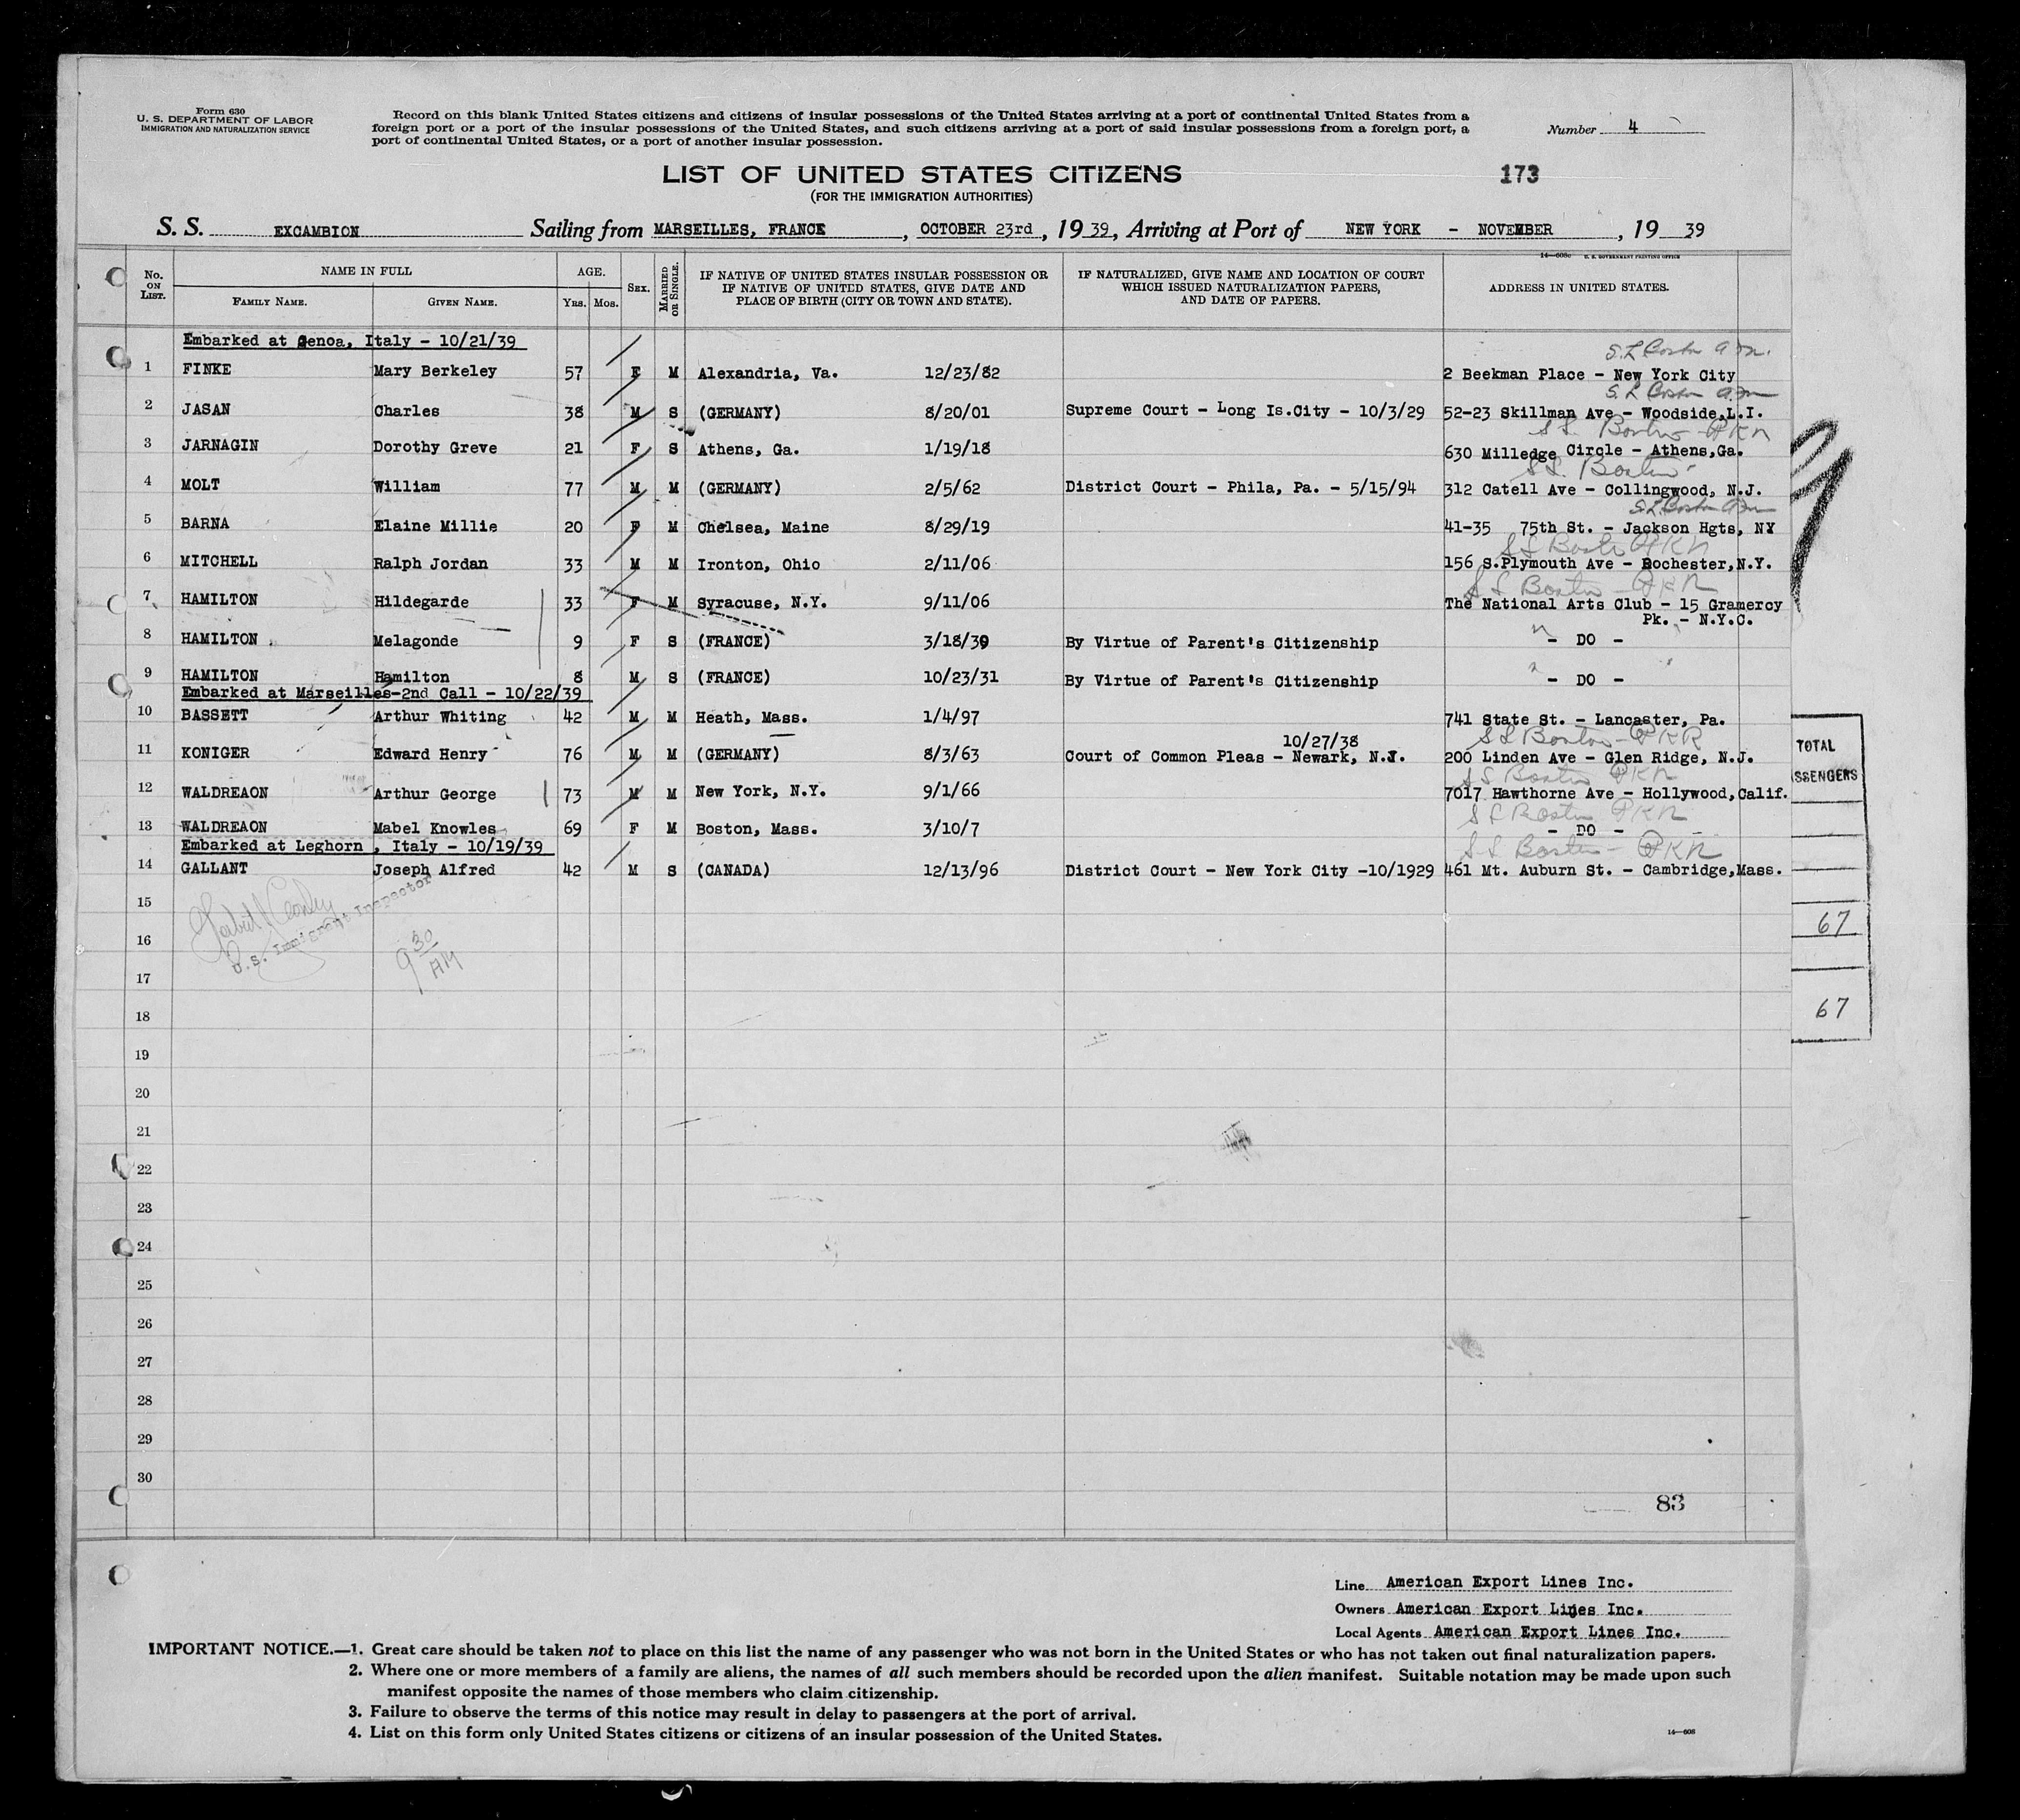 Form 630
U. S. DEPARTMENT OF LABOR
IMMIGRATION AND NATURALIZATION SERVICE
Record on this blank United States citizens and citizens of insular possessions of the United States arriving at a port of continental United States from a
foreign port or a port of the insular possessions of the United States, and such citizens arriving at a port of said insular possessions from a foreign port, a
port of continental United States, or a port of another insular possession.
Number 4
LIST OF UNITED STATES CITIZENS
(FOR THE IMMIGRATION AUTHORITIES)
173
S. S. EXCAMBION Sailing from MARSEILLES, FRANCE, OCTOBER 23rd, 19 39, Arriving at Port of NEW YORK - NOVEMBER, 19 39
14-608c U. S. GOVERNMENT PRINTING OFFICE
No. ON LIST. NAME IN FULL FAMILY NAME. GIVEN NAME. AGE. YRS. MOS. SEX. MARRIED OR SINGLE. IF NATIVE OF UNITED STATES INSULAR POSSESSION OR IF NATIVE OF UNITED STATES, GIVE DATE AND PLACE OF BIRTH (CITY OR TOWN AND STATE). IF NATURALIZED, GIVE NAME AND LOCATION OF COURT WHICH ISSUED NATURALIZATION PAPERS, AND DATE OF PAPERS. ADDRESS IN UNITED STATES.
Embarked at Genoa, Italy - 10/21/39
1 FINKE Mary Berkeley 57 F M Alexandria, Va. 12/23/82 2 Beekman Place - New York City
2 JASAN Charles 38 M S (GERMANY) 8/20/01 Supreme Court - Long Is.City - 10/3/29 52-23 Skillman Ave - Woodside,L.I.
3 JARNAGIN Dorothy Greve 21 F S Athens, Ga. 1/19/18 630 Milledge Circle - Athens,Ga.
4 MOLT William 77 M M (GERMANY) 2/5/62 District Court - Phila, Pa. - 5/15/94 312 Catell Ave - Collingwood, N.J.
5 BARNA Elaine Millie 20 F M Chelsea, Maine 8/29/19 41-35 75th St. - Jackson Hgts, NY
6 MITCHELL Ralph Jordan 33 M M Ironton, Ohio 2/11/06 156 S.Plymouth Ave - Rochester,N.Y.
7 HAMILTON Hildegarde 33 F M Syracuse, N.Y. 9/11/06 The National Arts Club - 15 Gramercy
Pk. - N.Y.C.
8 HAMILTON Melagonde 9 F S (FRANCE) 3/18/30 By Virtue of Parent's Citizenship - DO -
9 HAMILTON Hamilton 8 M S (FRANCE) 10/23/31 By Virtue of Parent's Citizenship - DO -
Embarked at Marseilles-2nd Call - 10/22/39
10 BASSETT Arthur Whiting 42 M M Heath, Mass. 1/4/97 741 State St. - Lancaster, Pa.
10/27/38
11 KONIGER Edward Henry 76 M M (GERMANY) 8/3/63 Court of Common Pleas - Newark, N.J. 200 Linden Ave - Glen Ridge, N.J.
12 WALDREAON Arthur George 73 M M New York, N.Y. 9/1/66 7017 Hawthorne Ave - Hollywood,Calif.
13 WALDREAON Mabel Knowles 69 F M Boston, Mass. 3/10/7 - DO -
Embarked at Leghorn , Italy - 10/19/39
14 GALLANT Joseph Alfred 42 M S (CANADA) 12/13/96 District Court - New York City -10/1929 461 Mt. Auburn St. - Cambridge,Mass.
U.S. Immigrant Inspector
9 30 AM
15
16
17
18
19
20
21
22
23
24
25
26
27
28
29
30
TOTAL
67
67
83
Line American Export Lines Inc.
Owners American Export Lines Inc.
Local Agents American Export Lines Inc.
IMPORTANT NOTICE.—1. Great care should be taken not to place on this list the name of any passenger who was not born in the United States or who has not taken out final naturalization papers.
2. Where one or more members of a family are aliens, the names of all such members should be recorded upon the alien manifest. Suitable notation may be made upon such
manifest opposite the names of those members who claim citizenship.
3. Failure to observe the terms of this notice may result in delay to passengers at the port of arrival.
4. List on this form only United States citizens or citizens of an insular possession of the United States.
14-608